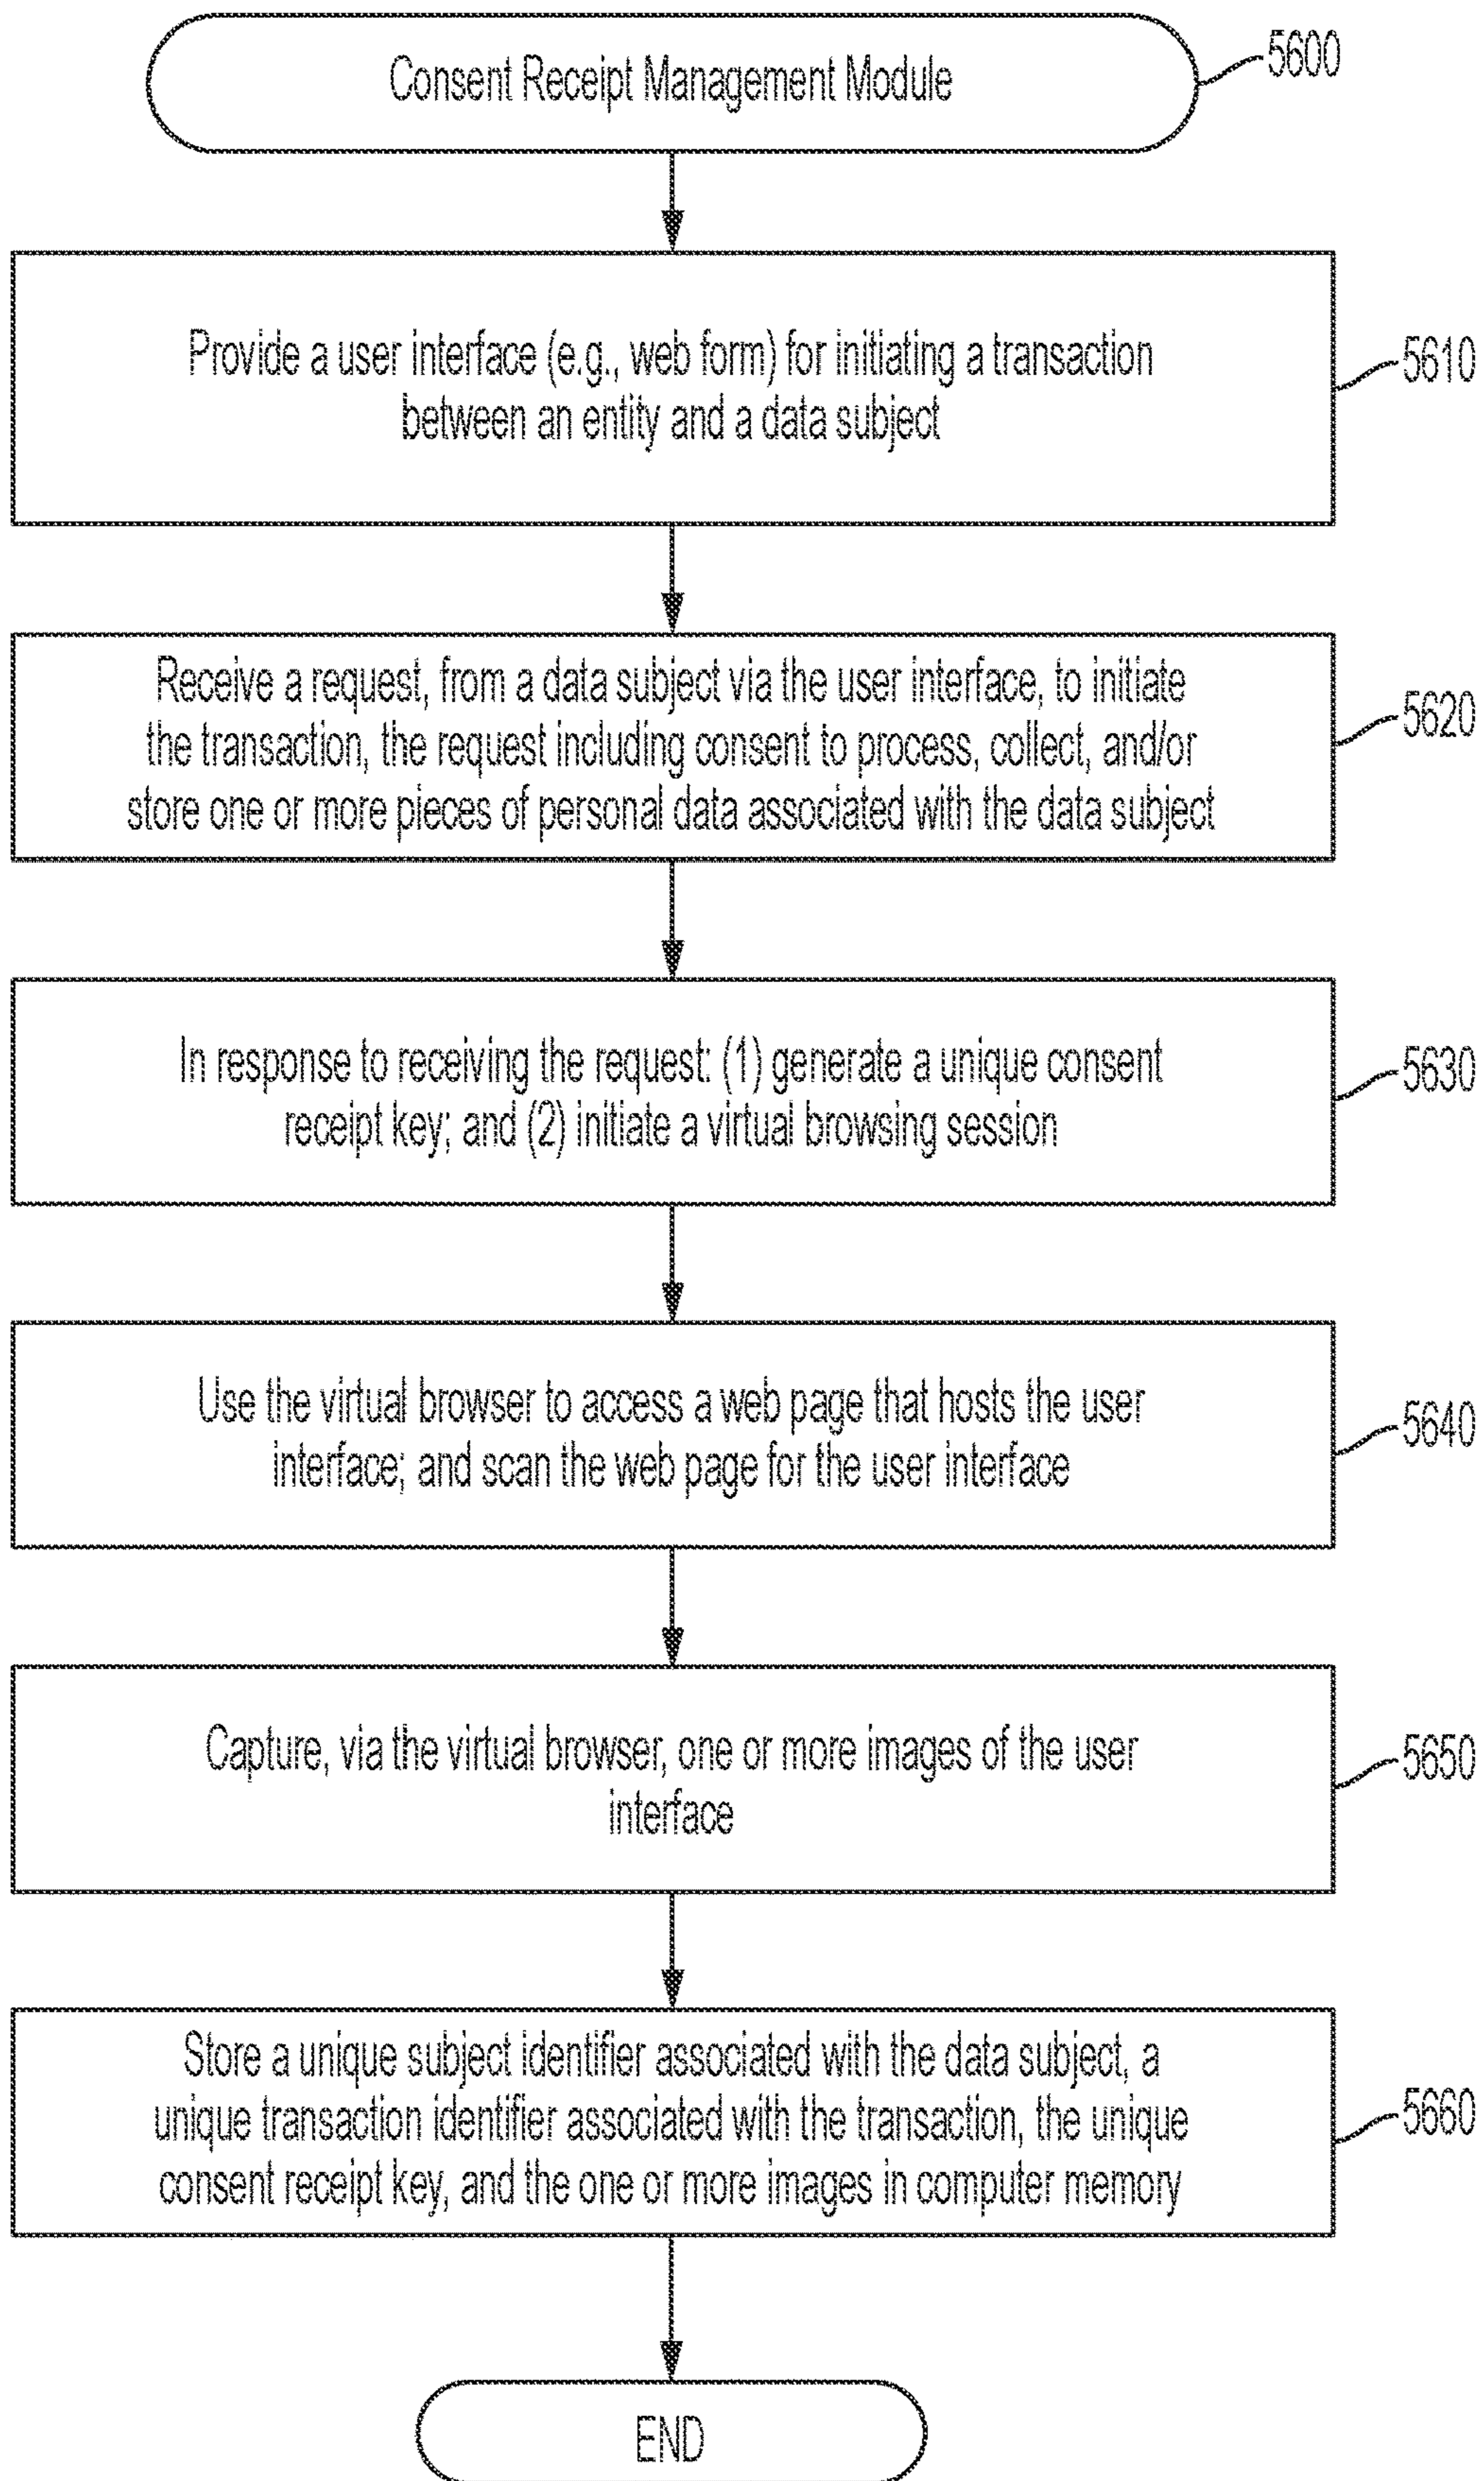 Consent Receipt Management Module
5600
Provide a user interface (e.g., web form) for initiating a transaction
between an entity and a data subject
5610
Receive a request, from a data subject via the user interface, to initiate
the transaction, the request including consent to process, collect, and/or
store one or more pieces of personal data associated with the data subject
5620
In response to receiving the request: (1) generate a unique consent
receipt key; and (2) initiate a virtual browsing session
5630
Use the virtual browser to access a web page that hosts the user
interface; and scan the web page for the user interface
5640
Capture, via the virtual browser, one or more images of the user
interface
5650
Store a unique subject identifier associated with the data subject, a
unique transaction identifier associated with the transaction, the unique
consent receipt key, and the one or more images in computer memory
5660
END